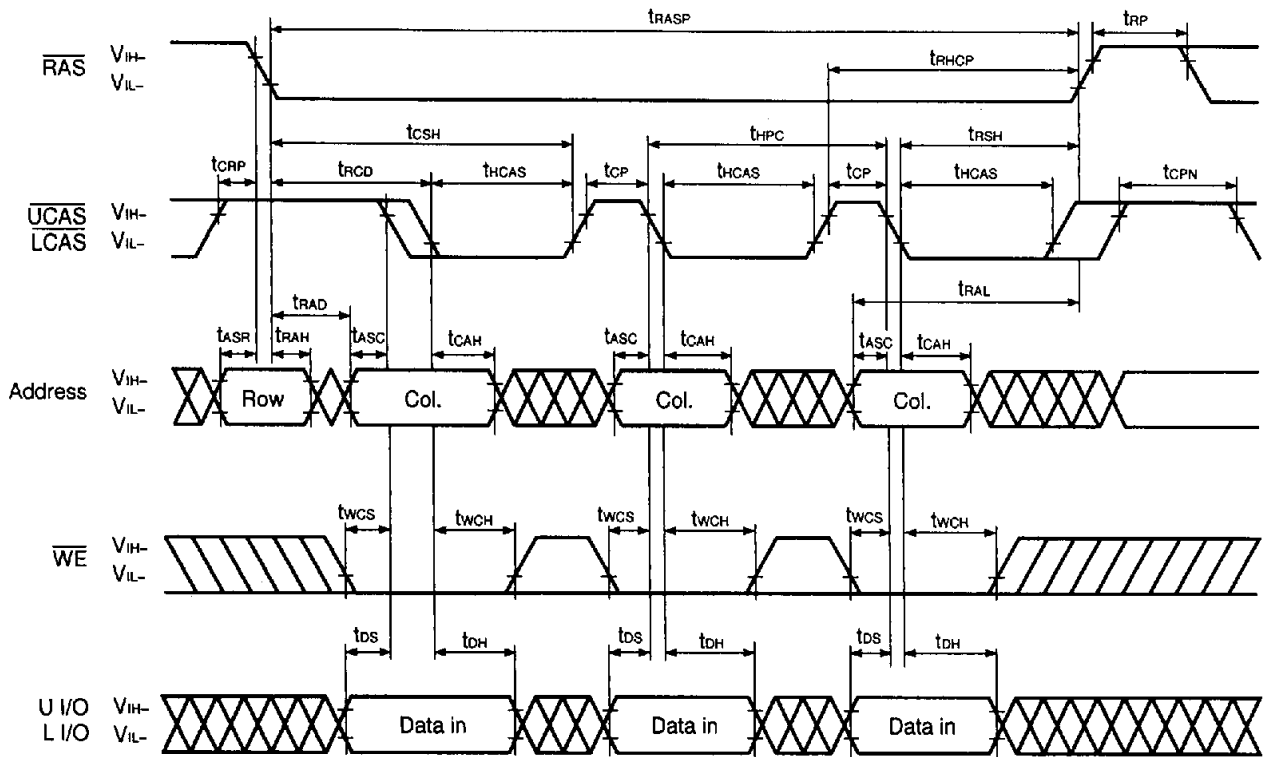 tRASP
tRP
RAS
VIH–
VIL–
tRHCP
tCSH
tHPC
tRSH
tCRP
tRCD
tHCAS
tCP
tHCAS
tCP
tHCAS
tCPN
UCAS
LCAS
VIH–
VIL–
tRAD
tRAL
tASR
tRAH
tASC
tCAH
tASC
tCAH
tASC
tCAH
Address
VIH–
VIL–
Row
Col.
Col.
Col.
tWCS
tWCH
tWCS
tWCH
tWCS
tWCH
WE
VIH–
VIL–
tDS
tDH
tDS
tDH
tDS
tDH
U I/O
L I/O
VIH–
VIL–
Data in
Data in
Data in